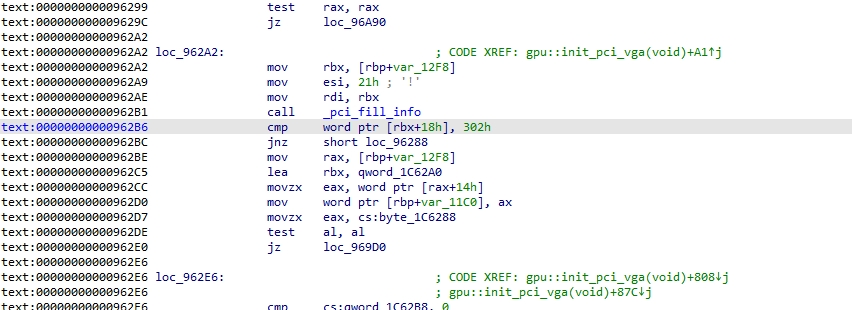 text:0000000000096299 test rax, rax
text:000000000009629C jz loc_96A90
text:00000000000962A2
text:00000000000962A2 loc_962A2: ; CODE XREF: gpu::init_pci_vga(void)+A1↑j
text:00000000000962A2 mov rbx, [rbp+var_12F8]
text:00000000000962A9 mov esi, 21h ; '!'
text:00000000000962AE mov rdi, rbx
text:00000000000962B1 call _pci_fill_info
text:00000000000962B6 cmp word ptr [rbx+18h], 302h
text:00000000000962BC jnz short loc_96288
text:00000000000962BE mov rax, [rbp+var_12F8]
text:00000000000962C5 lea rbx, qword_1C62A0
text:00000000000962CC movzx eax, word ptr [rax+14h]
text:00000000000962D0 mov word ptr [rbp+var_11C0], ax
text:00000000000962D7 movzx eax, cs:byte_1C6288
text:00000000000962DE test al, al
text:00000000000962E0 jz loc_969D0
text:00000000000962E6
text:00000000000962E6 loc_962E6: ; CODE XREF: gpu::init_pci_vga(void)+808↓j
text:00000000000962E6 ; gpu::init_pci_vga(void)+87C↓j
text:00000000000962E6 cmp cs:qword_1C62B8, 0